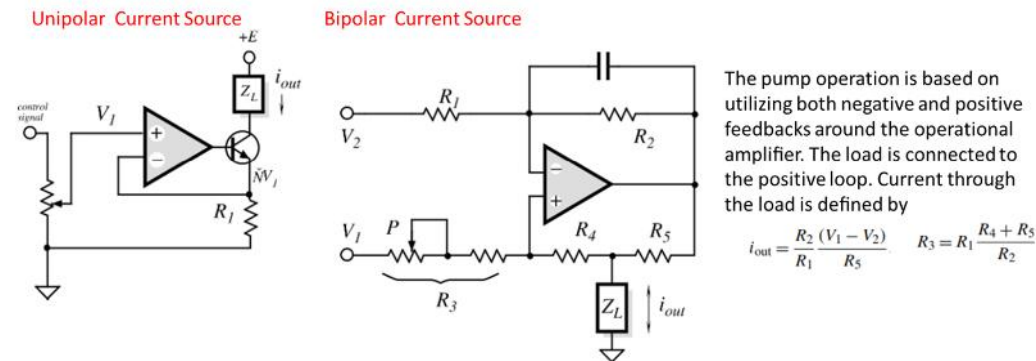 Unipolar Current Source
Bipolar Current Source
+E
i_out
Z_L
control
signal
V_1
+
−
ŇV_1
R_1
R_1
V_2
R_2
−
+
V_1
P
R_4
R_5
R_3
Z_L
i_out
The pump operation is based on
utilizing both negative and positive
feedbacks around the operational
amplifier. The load is connected to
the positive loop. Current through
the load is defined by
i_out = R_2/R_1 (V_1 − V_2)/R_5 R_3 = R_1 (R_4 + R_5)/R_2